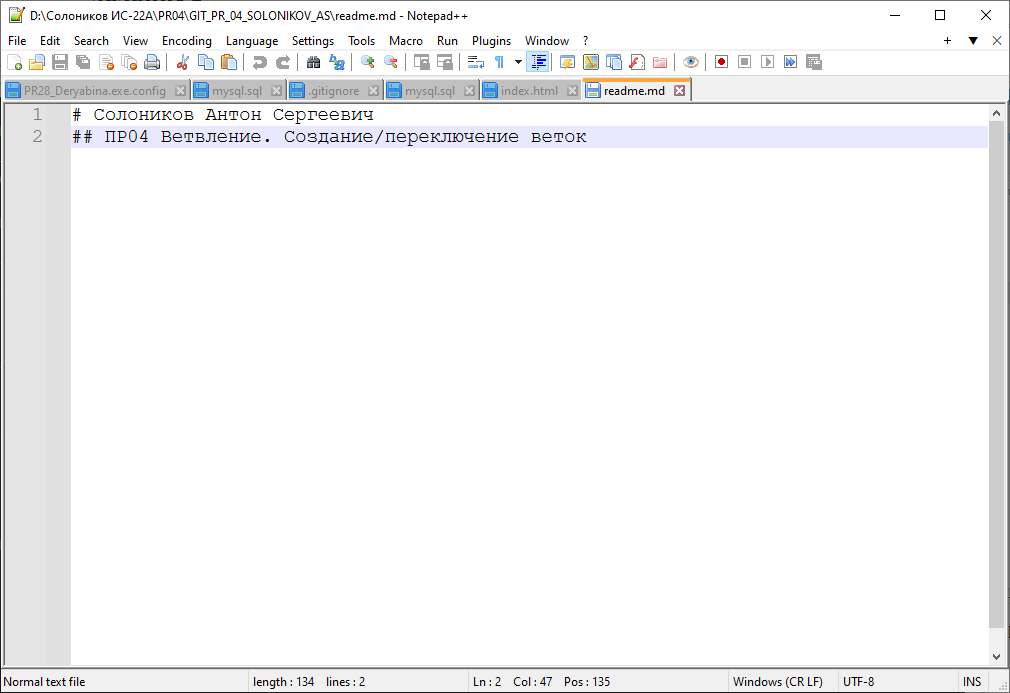 D:\Солоников ИС-22А\PR04\GIT_PR_04_SOLONIKOV_AS\readme.md - Notepad++
File Edit Search View Encoding Language Settings Tools Macro Run Plugins Window ?
PR28_Deryabina.exe.config mysql.sql .gitignore mysql.sql index.html readme.md
1 # Солоников Антон Сергеевич
2 ## ПР04 Ветвление. Создание/переключение веток
Normal text file length : 134 lines : 2 Ln : 2 Col : 47 Pos : 135 Windows (CR LF) UTF-8 INS